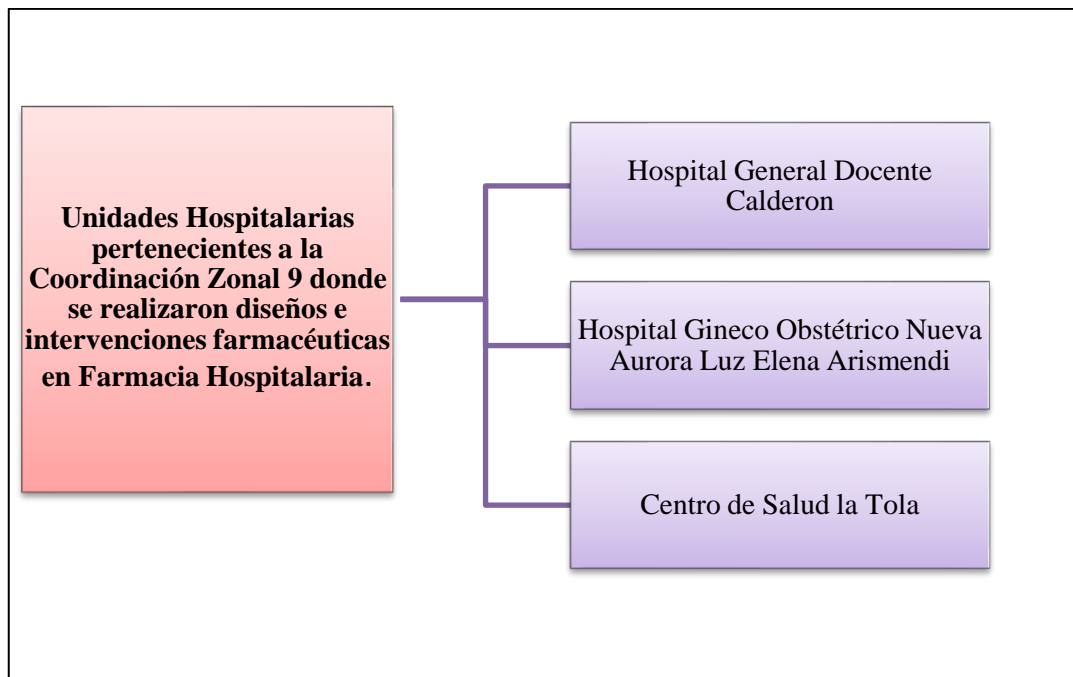 Unidades Hospitalarias
pertenecientes a la
Coordinación Zonal 9 donde
se realizaron diseños e
intervenciones farmacéuticas
en Farmacia Hospitalaria.
Hospital General Docente
Calderon
Hospital Gineco Obstétrico Nueva
Aurora Luz Elena Arismendi
Centro de Salud la Tola